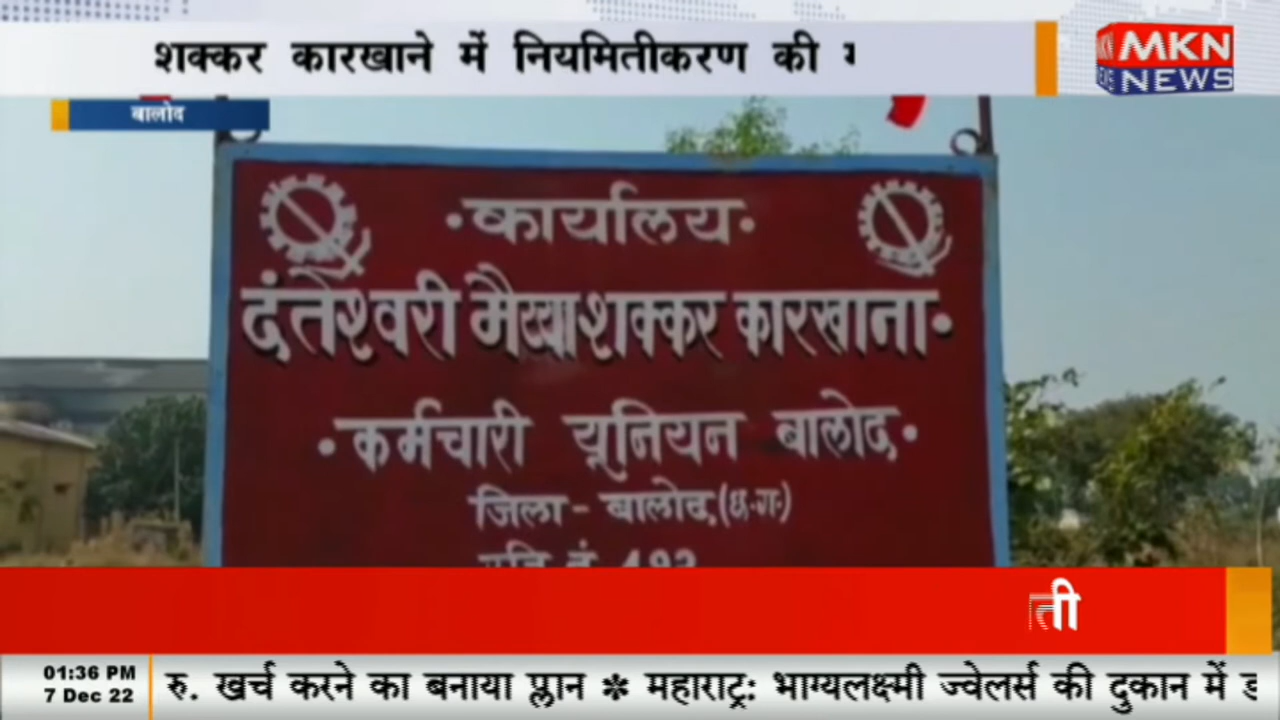 शक्कर कारखाने में नियमितीकरण की
MKN
NEWS
बालोद
कार्यालय
दंतेश्वरी मैय्या शक्कर कारखाना
कर्मचारी यूनियन बालोद
जिला - बालोद, (छ.ग.)
ती
01:36 PM
7 Dec 22
रु. खर्च करने का बनाया प्लान * महाराष्ट्र: भाग्यलक्ष्मी ज्वेलर्स की दुकान में